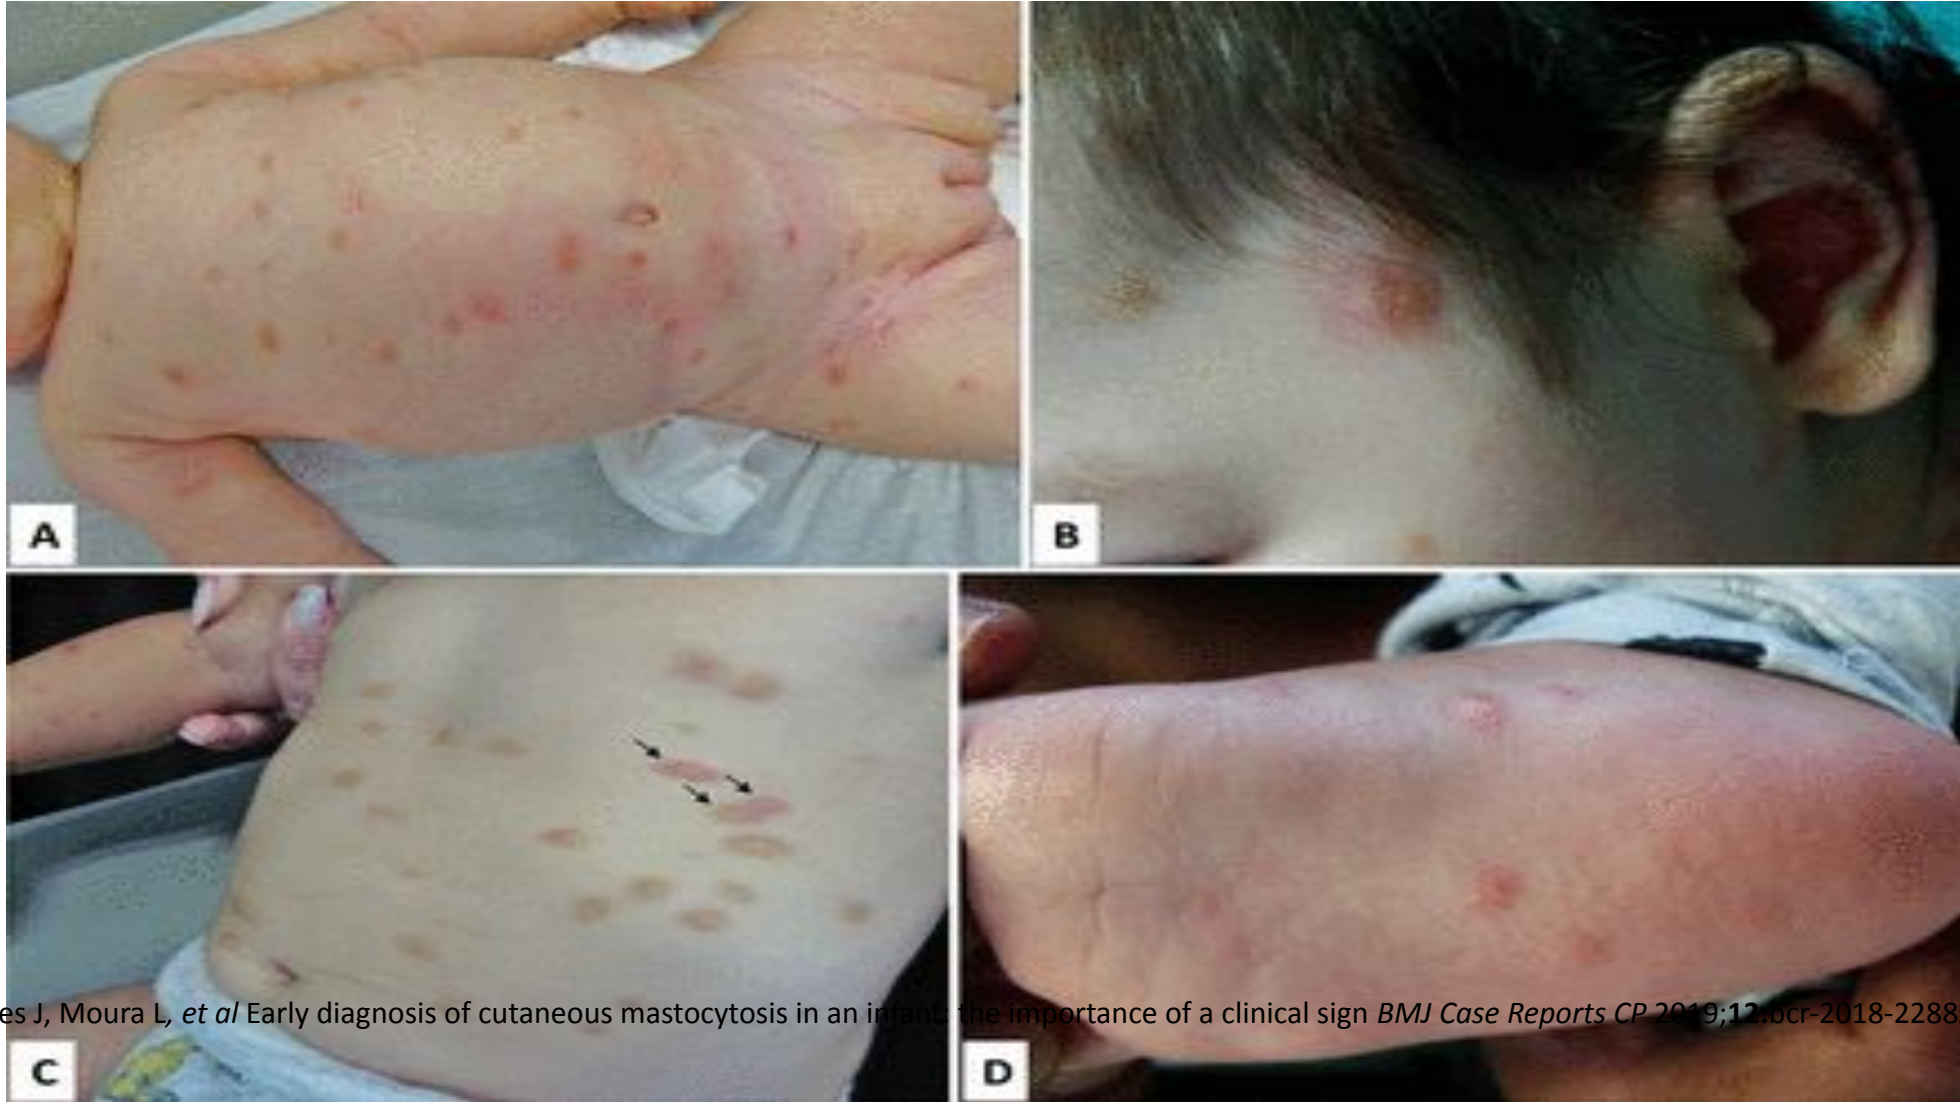 A
B
es J, Moura L, et al Early diagnosis of cutaneous mastocytosis in an infant: the importance of a clinical sign BMJ Case Reports CP 2019;12:bcr-2018-2288
C
D